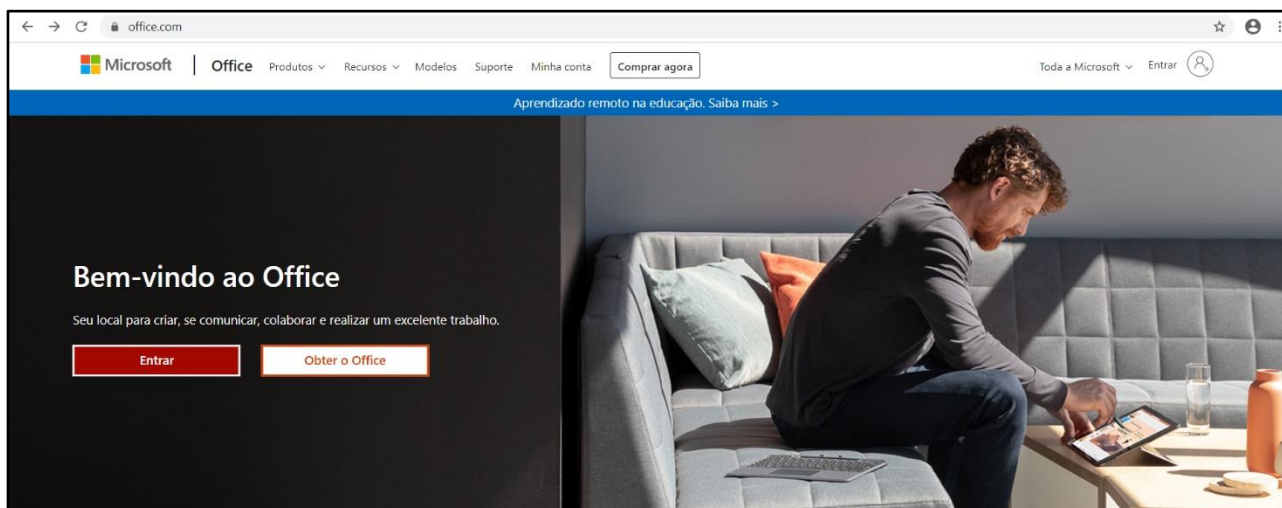 office.com
Microsoft Office Produtos Recursos Modelos Suporte Minha conta Comprar agora Toda a Microsoft Entrar
Aprendizado remoto na educação. Saiba mais >
Bem-vindo ao Office
Seu local para criar, se comunicar, colaborar e realizar um excelente trabalho.
Entrar Obter o Office